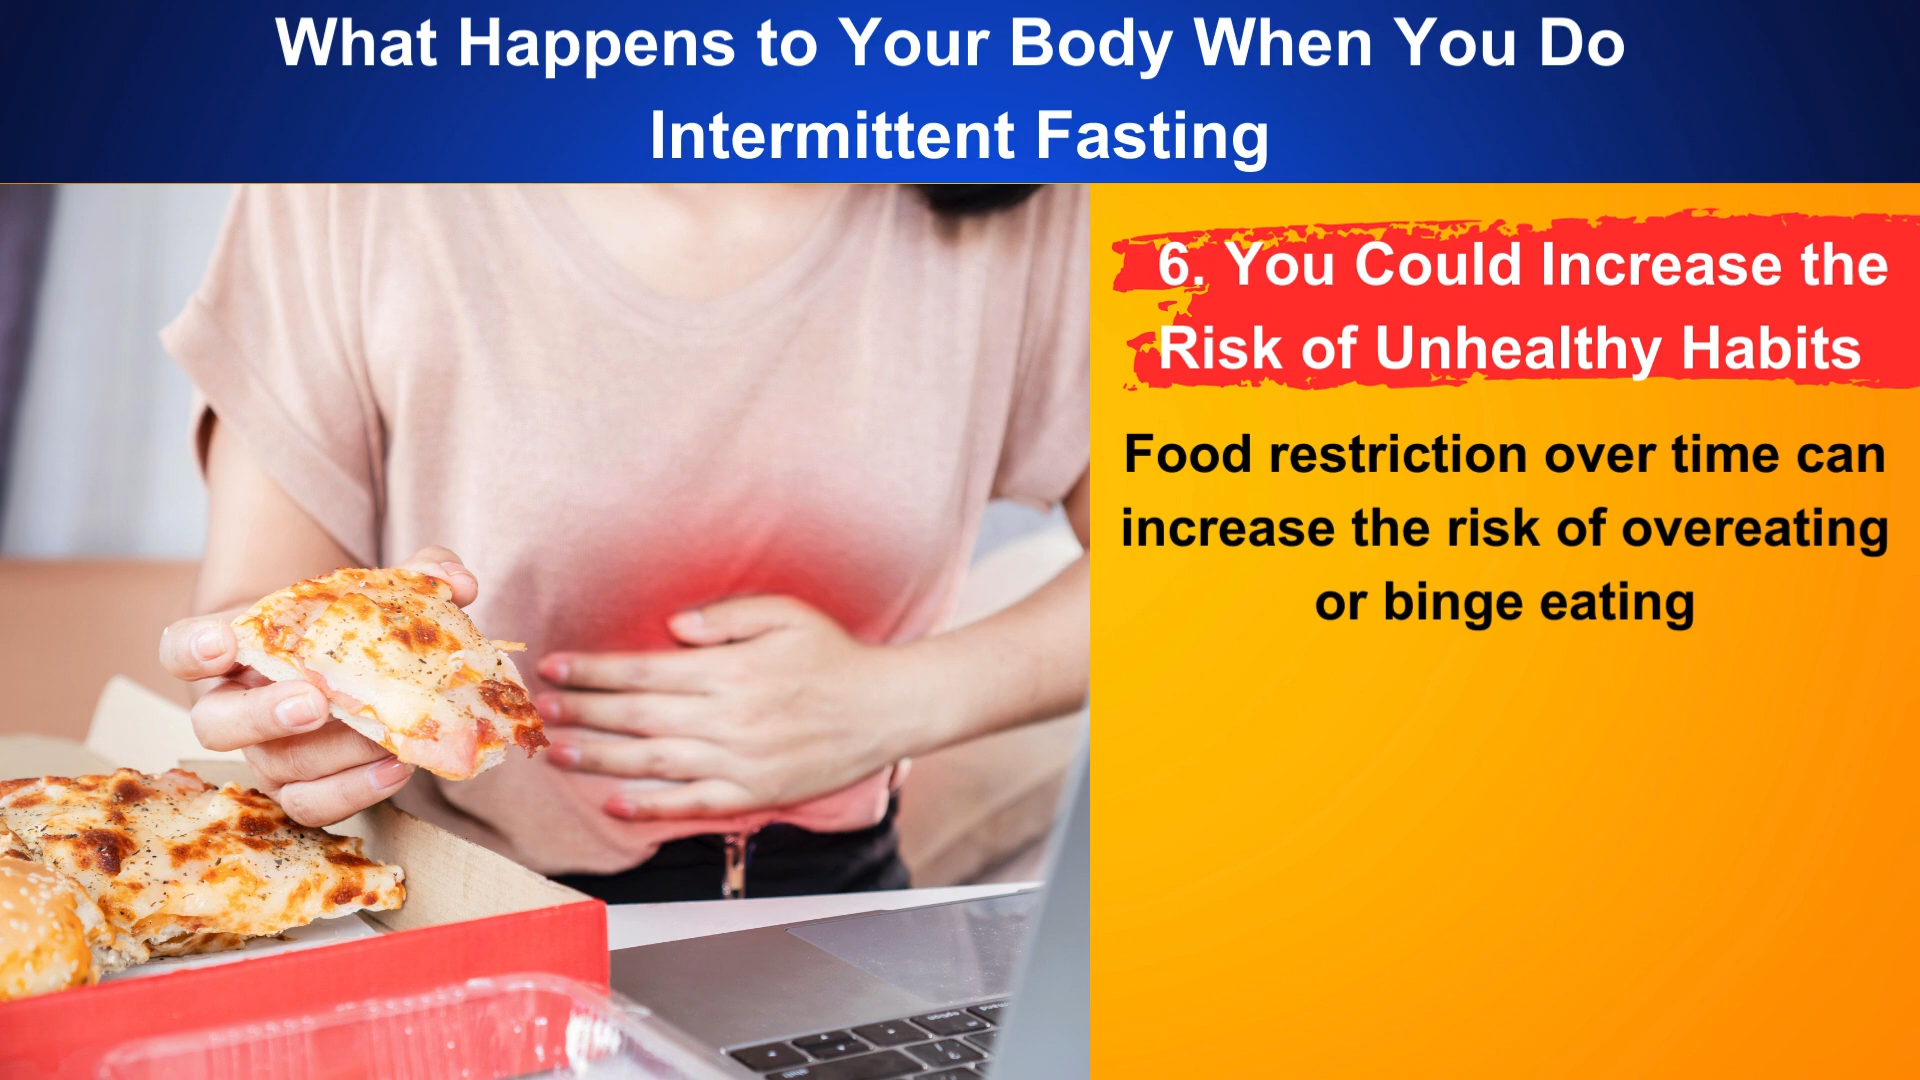 What Happens to Your Body When You Do
Intermittent Fasting
6. You Could Increase the
Risk of Unhealthy Habits
Food restriction over time can
increase the risk of overeating
or binge eating